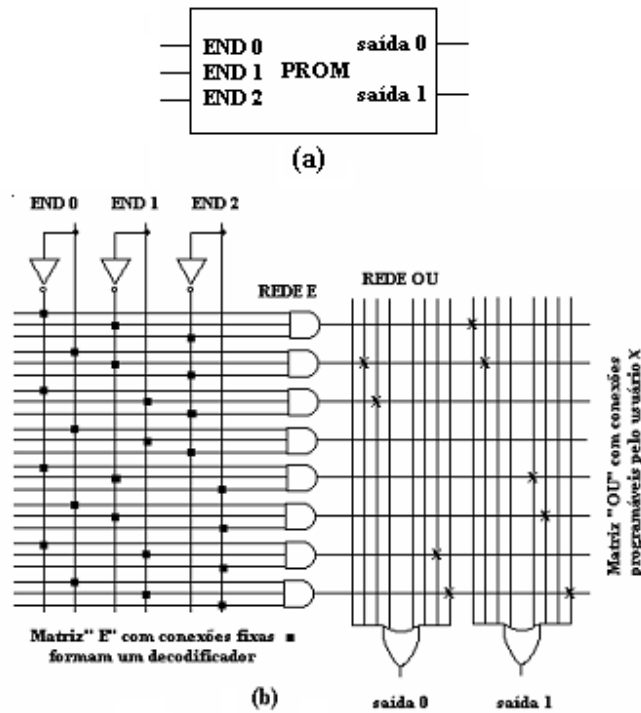 END 0 saída 0
END 1 PROM
END 2 saída 1
(a)
END 0 END 1 END 2
REDE E REDE OU
Matriz "OU" com conexões
programáveis pelo usuário X
Matriz" E" com conexões fixas
formam um decodificador
(b)
saída 0 saída 1